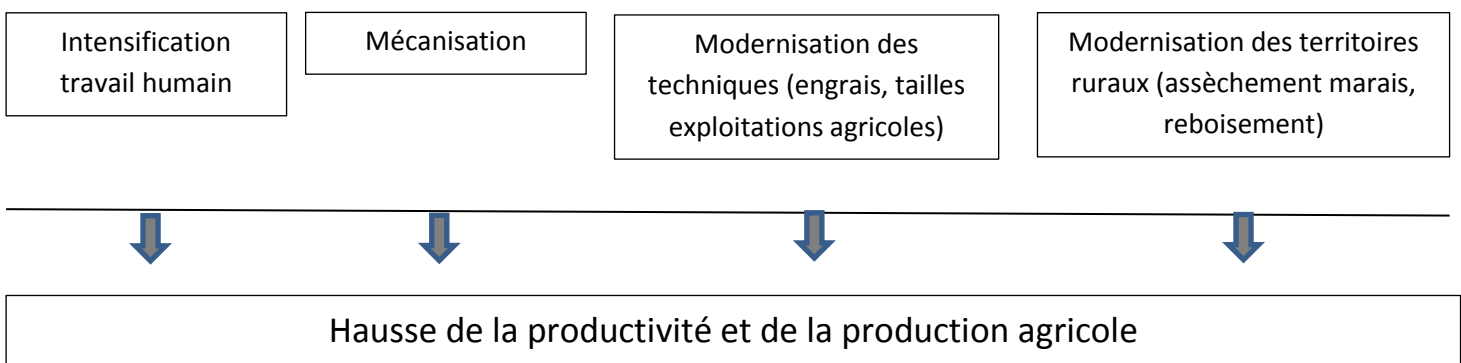 Intensification
travail humain
Mécanisation
Modernisation des
techniques (engrais, tailles
exploitations agricoles)
Modernisation des territoires
ruraux (assèchement marais,
reboisement)
Hausse de la productivité et de la production agricole